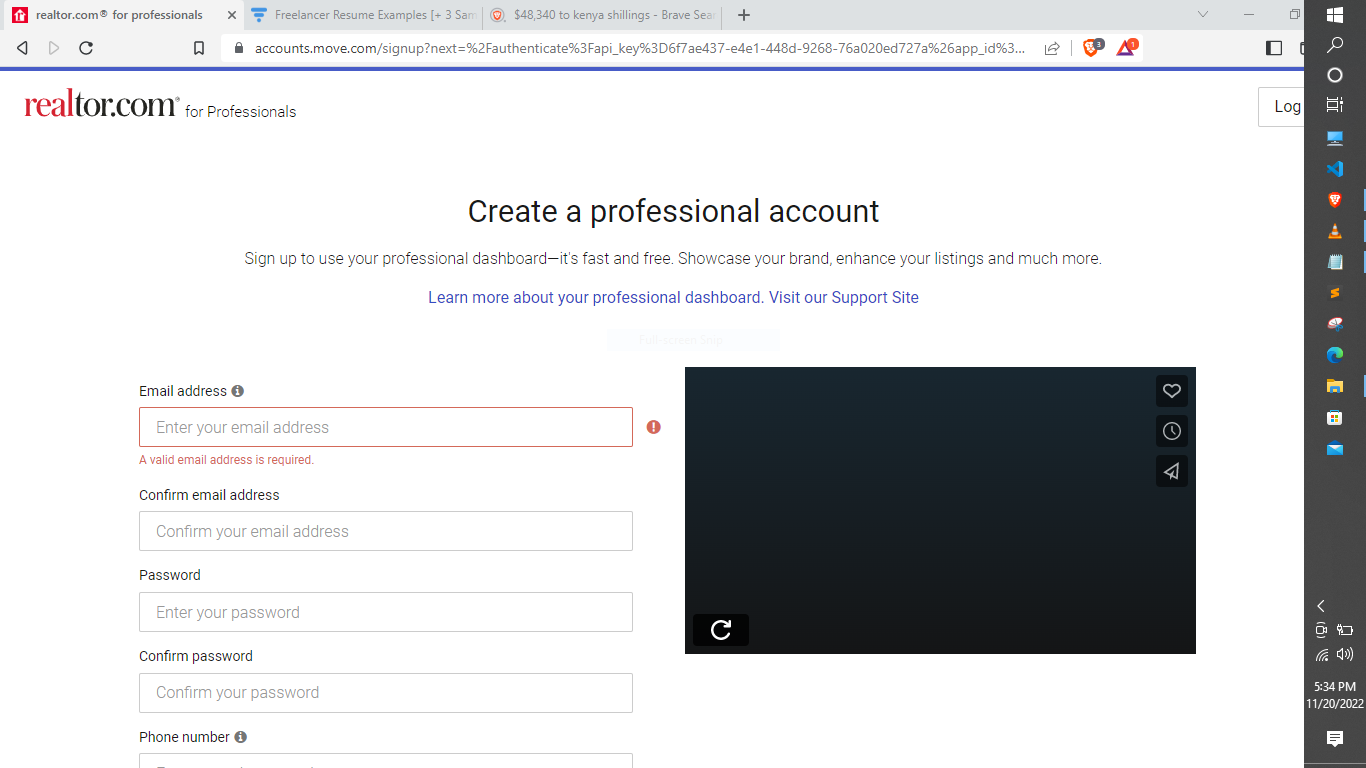 realtor.com® for professionals
Freelancer Resume Examples [+ 3 Sam
$48,340 to kenya shillings - Brave Sear
accounts.move.com/signup?next=%2Fauthenticate%3Fapi_key%3D6f7ae437-e4e1-448d-9268-76a020ed727a%26app_id%3...
3
1
realtor.com® for Professionals
Log
Create a professional account
Sign up to use your professional dashboard—it's fast and free. Showcase your brand, enhance your listings and much more.
Learn more about your professional dashboard. Visit our Support Site
Full-screen Snip
Email address
Enter your email address
A valid email address is required.
Confirm email address
Confirm your email address
Password
Enter your password
Confirm password
Confirm your password
Phone number
5:34 PM
11/20/2022